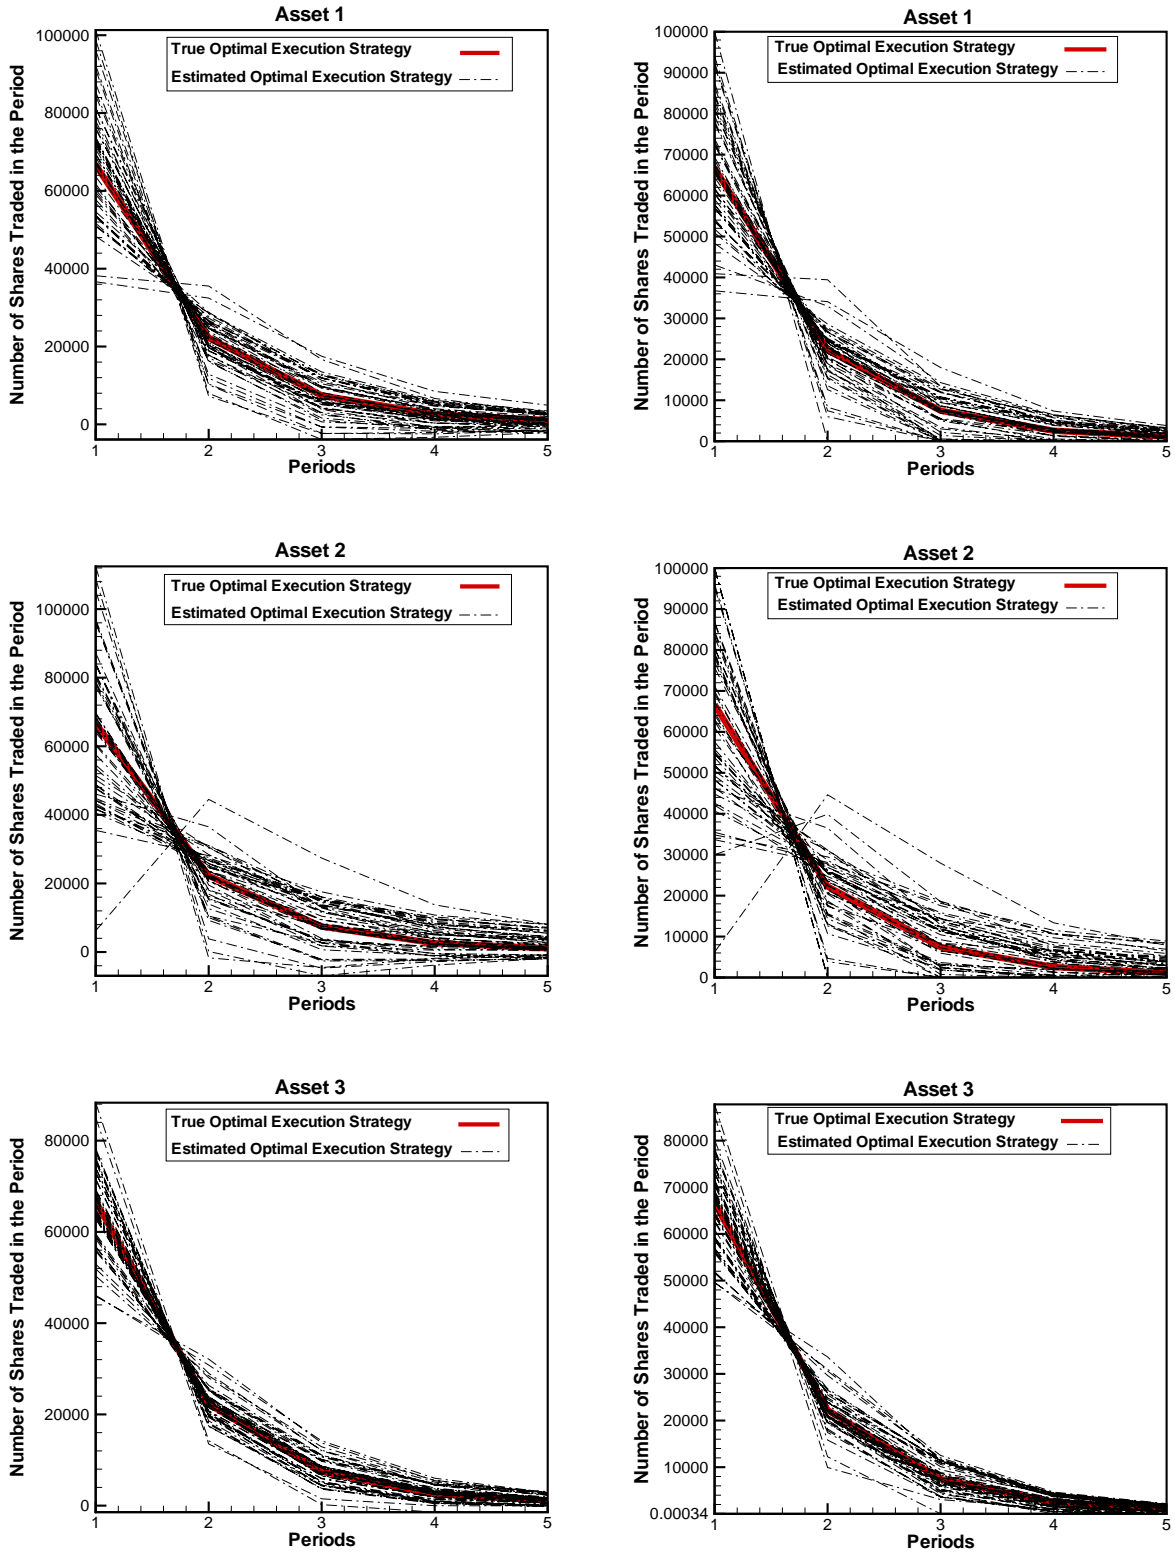 Asset 1
True Optimal Execution Strategy
Estimated Optimal Execution Strategy
Number of Shares Traded in the Period
100000
80000
60000
40000
20000
0
1 2 3 4 5
Periods
Asset 1
True Optimal Execution Strategy
Estimated Optimal Execution Strategy
Number of Shares Traded in the Period
100000
90000
80000
70000
60000
50000
40000
30000
20000
10000
0
1 2 3 4 5
Periods
Asset 2
True Optimal Execution Strategy
Estimated Optimal Execution Strategy
Number of Shares Traded in the Period
100000
80000
60000
40000
20000
0
1 2 3 4 5
Periods
Asset 2
True Optimal Execution Strategy
Estimated Optimal Execution Strategy
Number of Shares Traded in the Period
100000
90000
80000
70000
60000
50000
40000
30000
20000
10000
0
1 2 3 4 5
Periods
Asset 3
True Optimal Execution Strategy
Estimated Optimal Execution Strategy
Number of Shares Traded in the Period
80000
60000
40000
20000
0
1 2 3 4 5
Periods
Asset 3
True Optimal Execution Strategy
Estimated Optimal Execution Strategy
Number of Shares Traded in the Period
80000
70000
60000
50000
40000
30000
20000
10000
0.00034
1 2 3 4 5
Periods